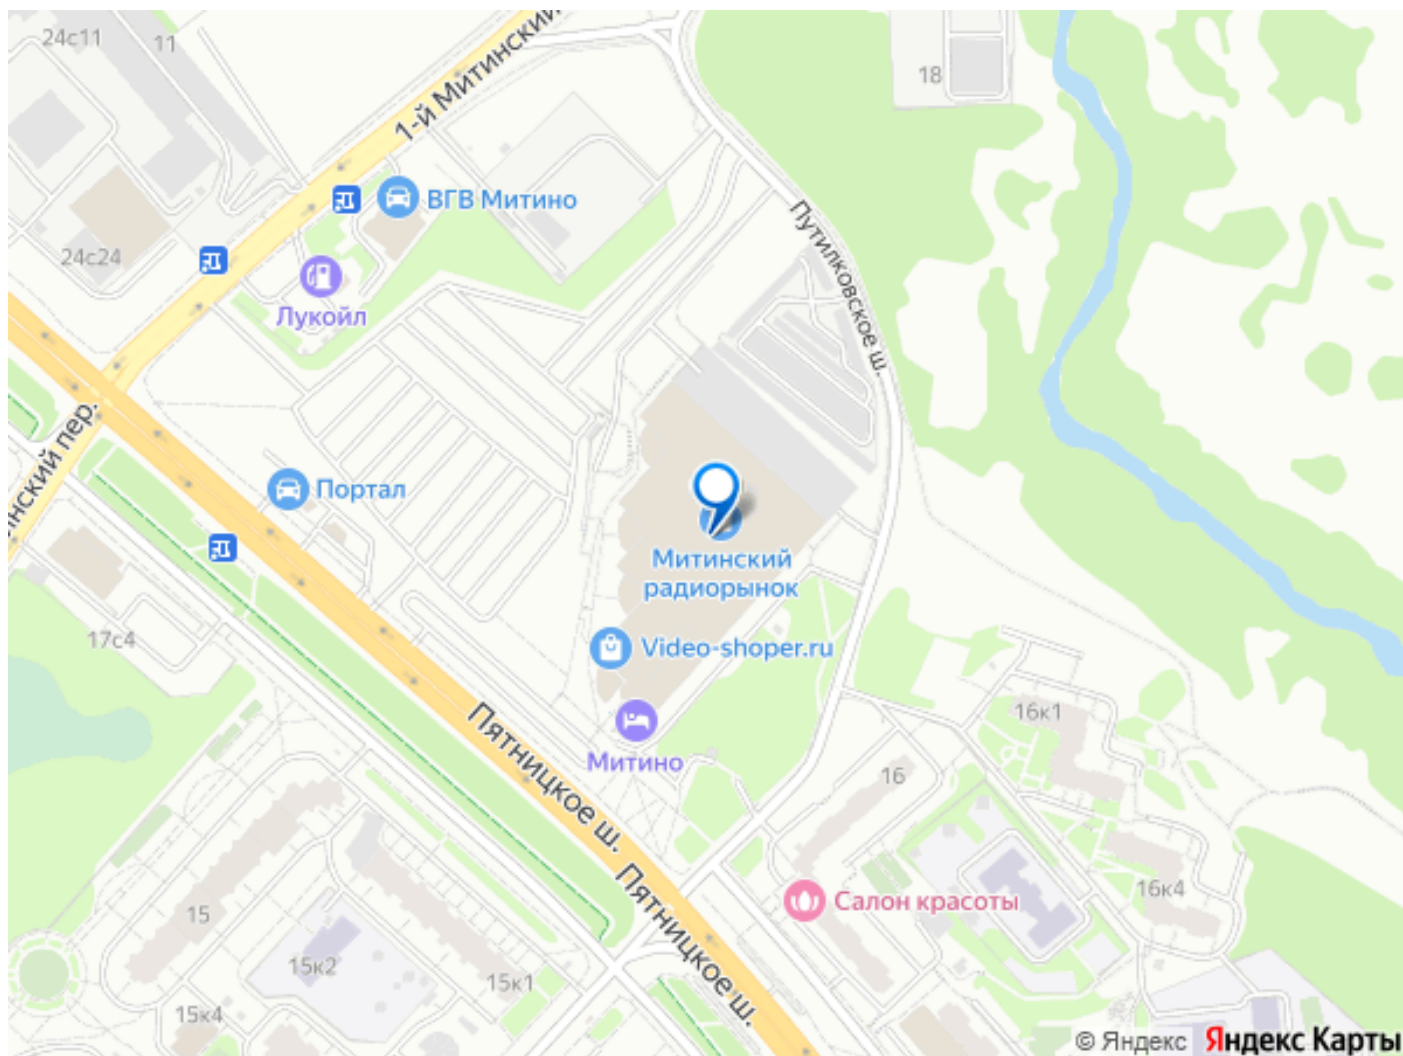 24с11
11
1-й Митинский
18
ВГВ Митино
24с24
Лукойл
Путилковское ш.
нский пер.
Портал
Митинский
радиорынок
17с4
Video-shoper.ru
Митино
Пятницкое ш.
16к1
16
Пятницкое ш.
Салон красоты
16к4
15
15к2
15к1
15к4
© Яндекс Яндекс Карты